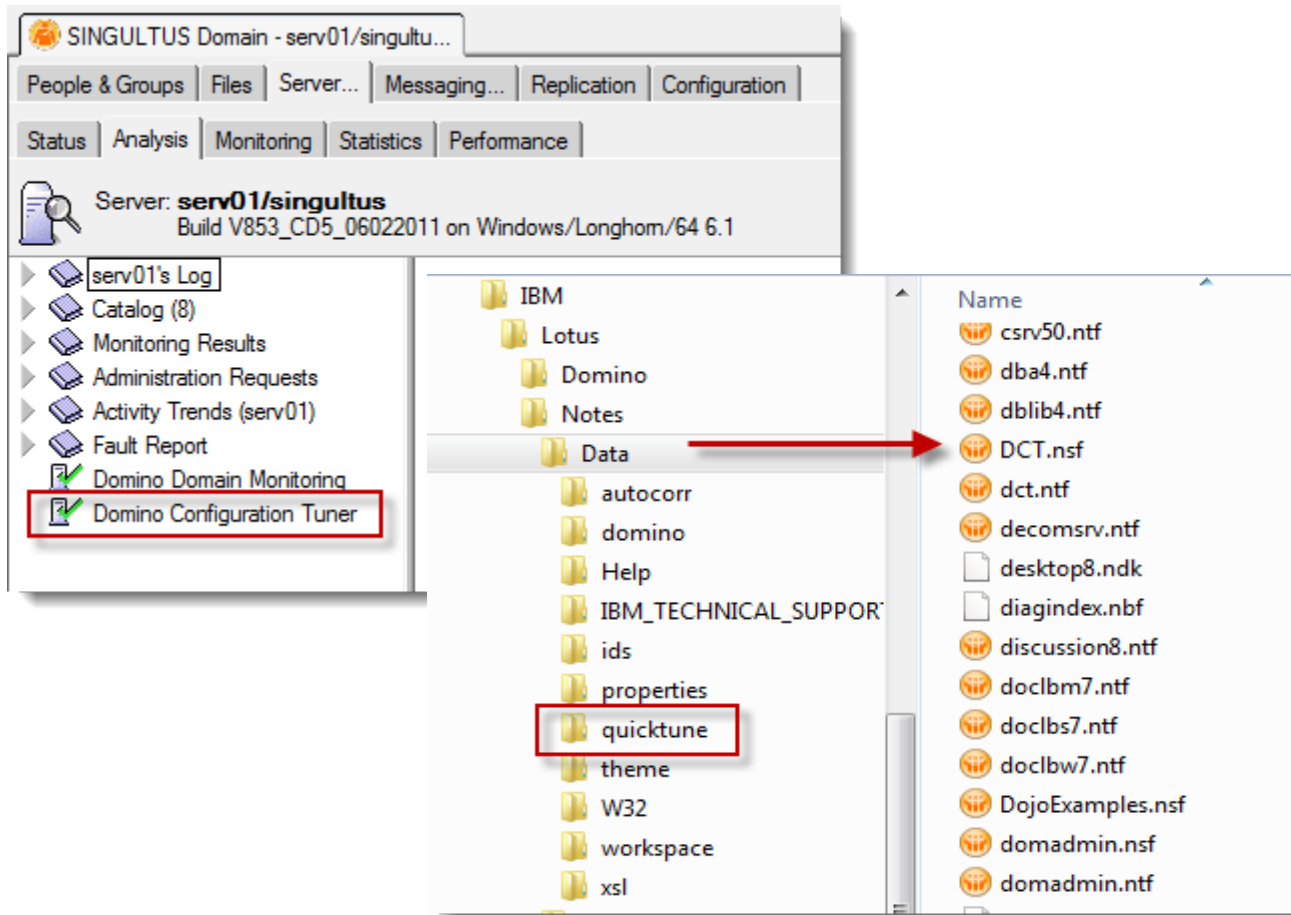 SINGULTUS Domain - serv01/singultu...
People & Groups Files Server... Messaging... Replication Configuration
Status Analysis Monitoring Statistics Performance
Server: serv01/singultus
Build V853_CD5_06022011 on Windows/Longhorn/64 6.1
serv01's Log
Catalog (8)
Monitoring Results
Administration Requests
Activity Trends (serv01)
Fault Report
Domino Domain Monitoring
Domino Configuration Tuner
IBM
Lotus
Domino
Notes
Data
autocorr
domino
Help
IBM_TECHNICAL_SUPPOR
ids
properties
quicktune
theme
W32
workspace
xsl
Name
csrv50.ntf
dba4.ntf
dblib4.ntf
DCT.nsf
dct.ntf
decomsrv.ntf
desktop8.ndk
diagindex.nbf
discussion8.ntf
doclbm7.ntf
doclbs7.ntf
doclbw7.ntf
DojoExamples.nsf
domadmin.nsf
domadmin.ntf